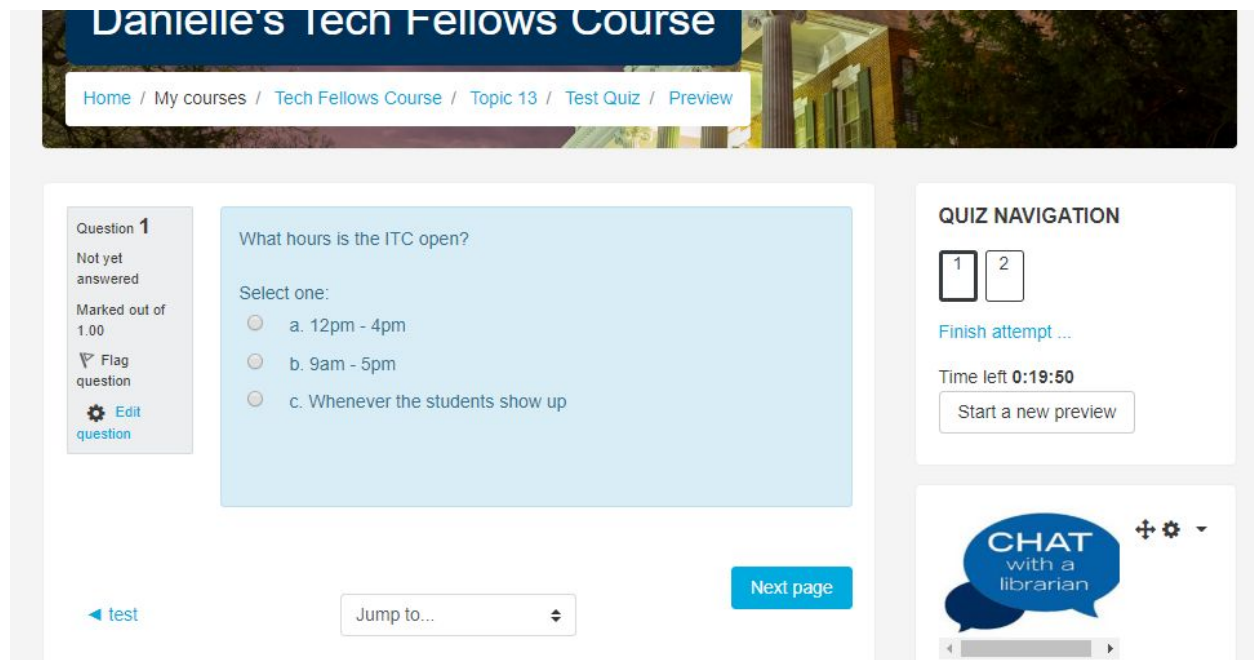 Danielle's Tech Fellows Course
Home / My courses / Tech Fellows Course / Topic 13 / Test Quiz / Preview
Question 1
Not yet
answered
Marked out of
1.00
Flag
question
Edit
question
What hours is the ITC open?
Select one:
a. 12pm - 4pm
b. 9am - 5pm
c. Whenever the students show up
Next page
◄ test
Jump to...
QUIZ NAVIGATION
1 2
Finish attempt ...
Time left 0:19:50
Start a new preview
CHAT
with a
librarian